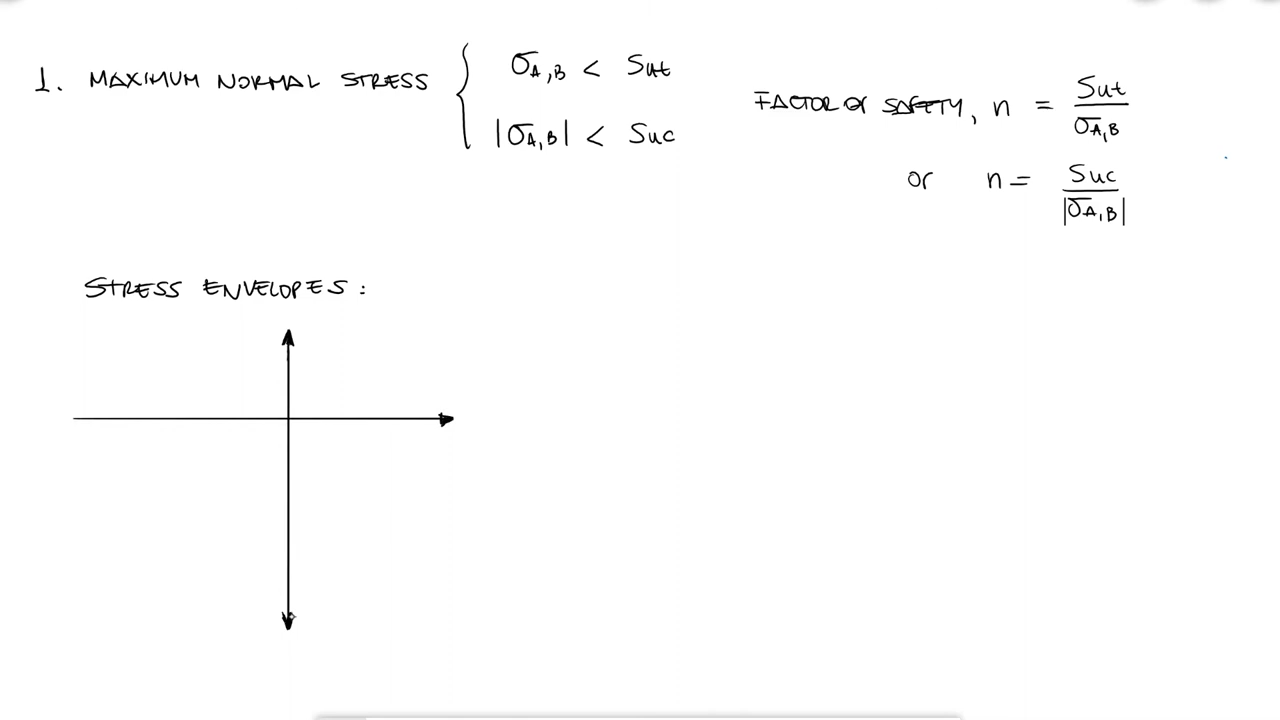 1. MAXIMUM NORMAL STRESS { σA,B < Sut
|σA,B| < Suc
FACTOR OF SAFETY, n = Sut / σA,B
or n = Suc / |σA,B|
STRESS ENVELOPES: